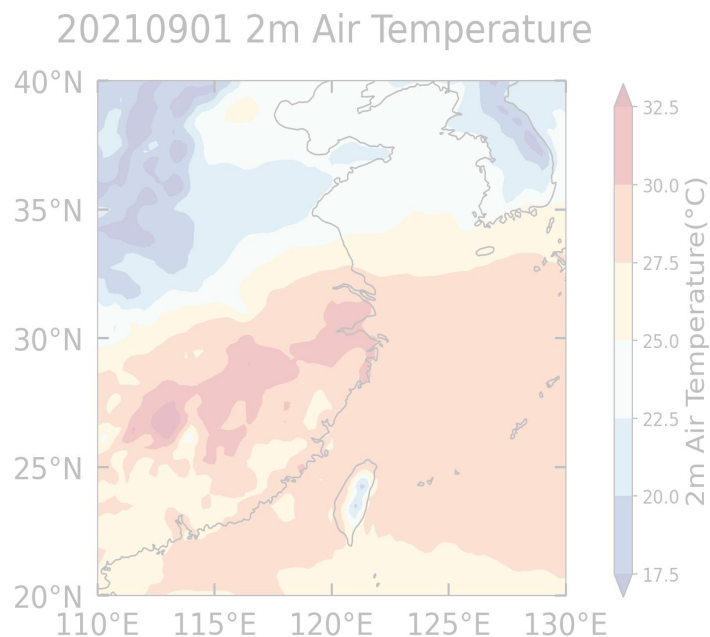 20210901 2m Air Temperature
40°N
35°N
30°N
25°N
20°N
110°E 115°E 120°E 125°E 130°E
32.5
30.0
27.5
25.0
22.5
20.0
17.5
2m Air Temperature(°C)